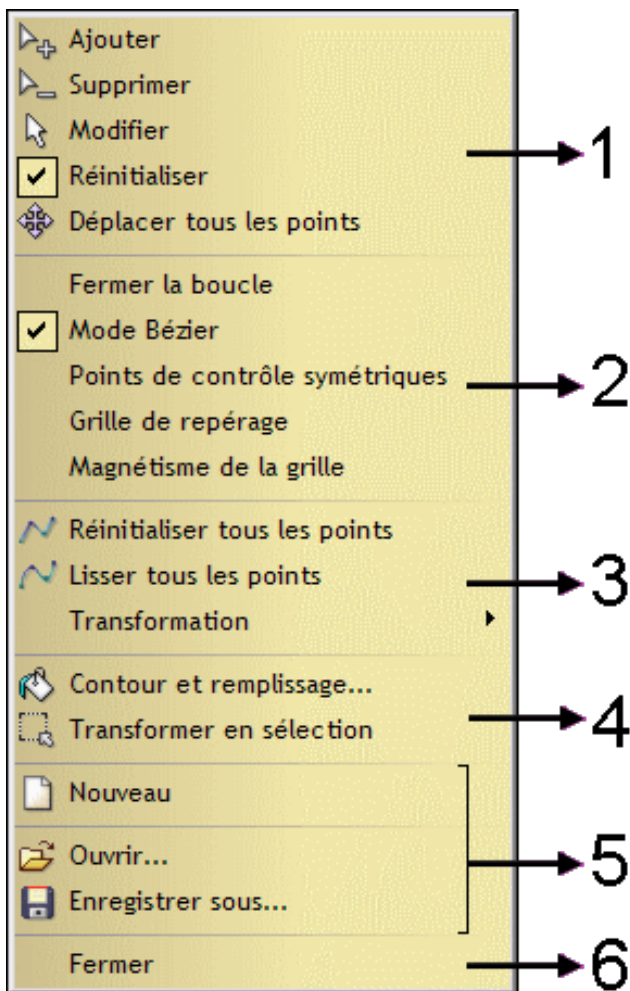 Ajouter
Supprimer
Modifier
Réinitialiser
Déplacer tous les points
1
Fermer la boucle
Mode Bézier
Points de contrôle symétriques
Grille de repérage
Magnétisme de la grille
2
Réinitialiser tous les points
Lisser tous les points
Transformation
3
Contour et remplissage...
Transformer en sélection
4
Nouveau
Ouvrir...
Enregistrer sous...
5
Fermer
6